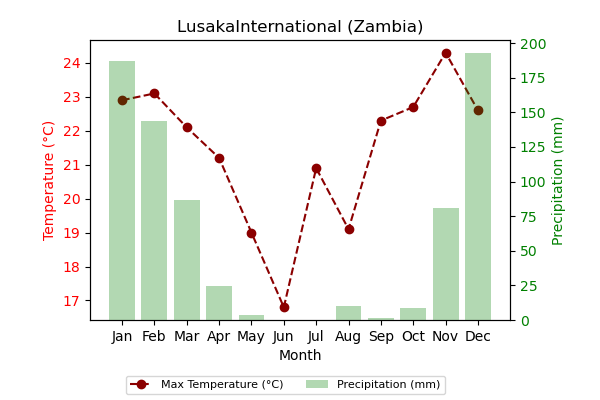 LusakaInternational (Zambia)
Temperature (°C)
24
23
22
21
20
19
18
17
200
175
150
125
100
75
50
25
0
Precipitation (mm)
Jan Feb Mar Apr May Jun Jul Aug Sep Oct Nov Dec
Month
Max Temperature (°C) Precipitation (mm)